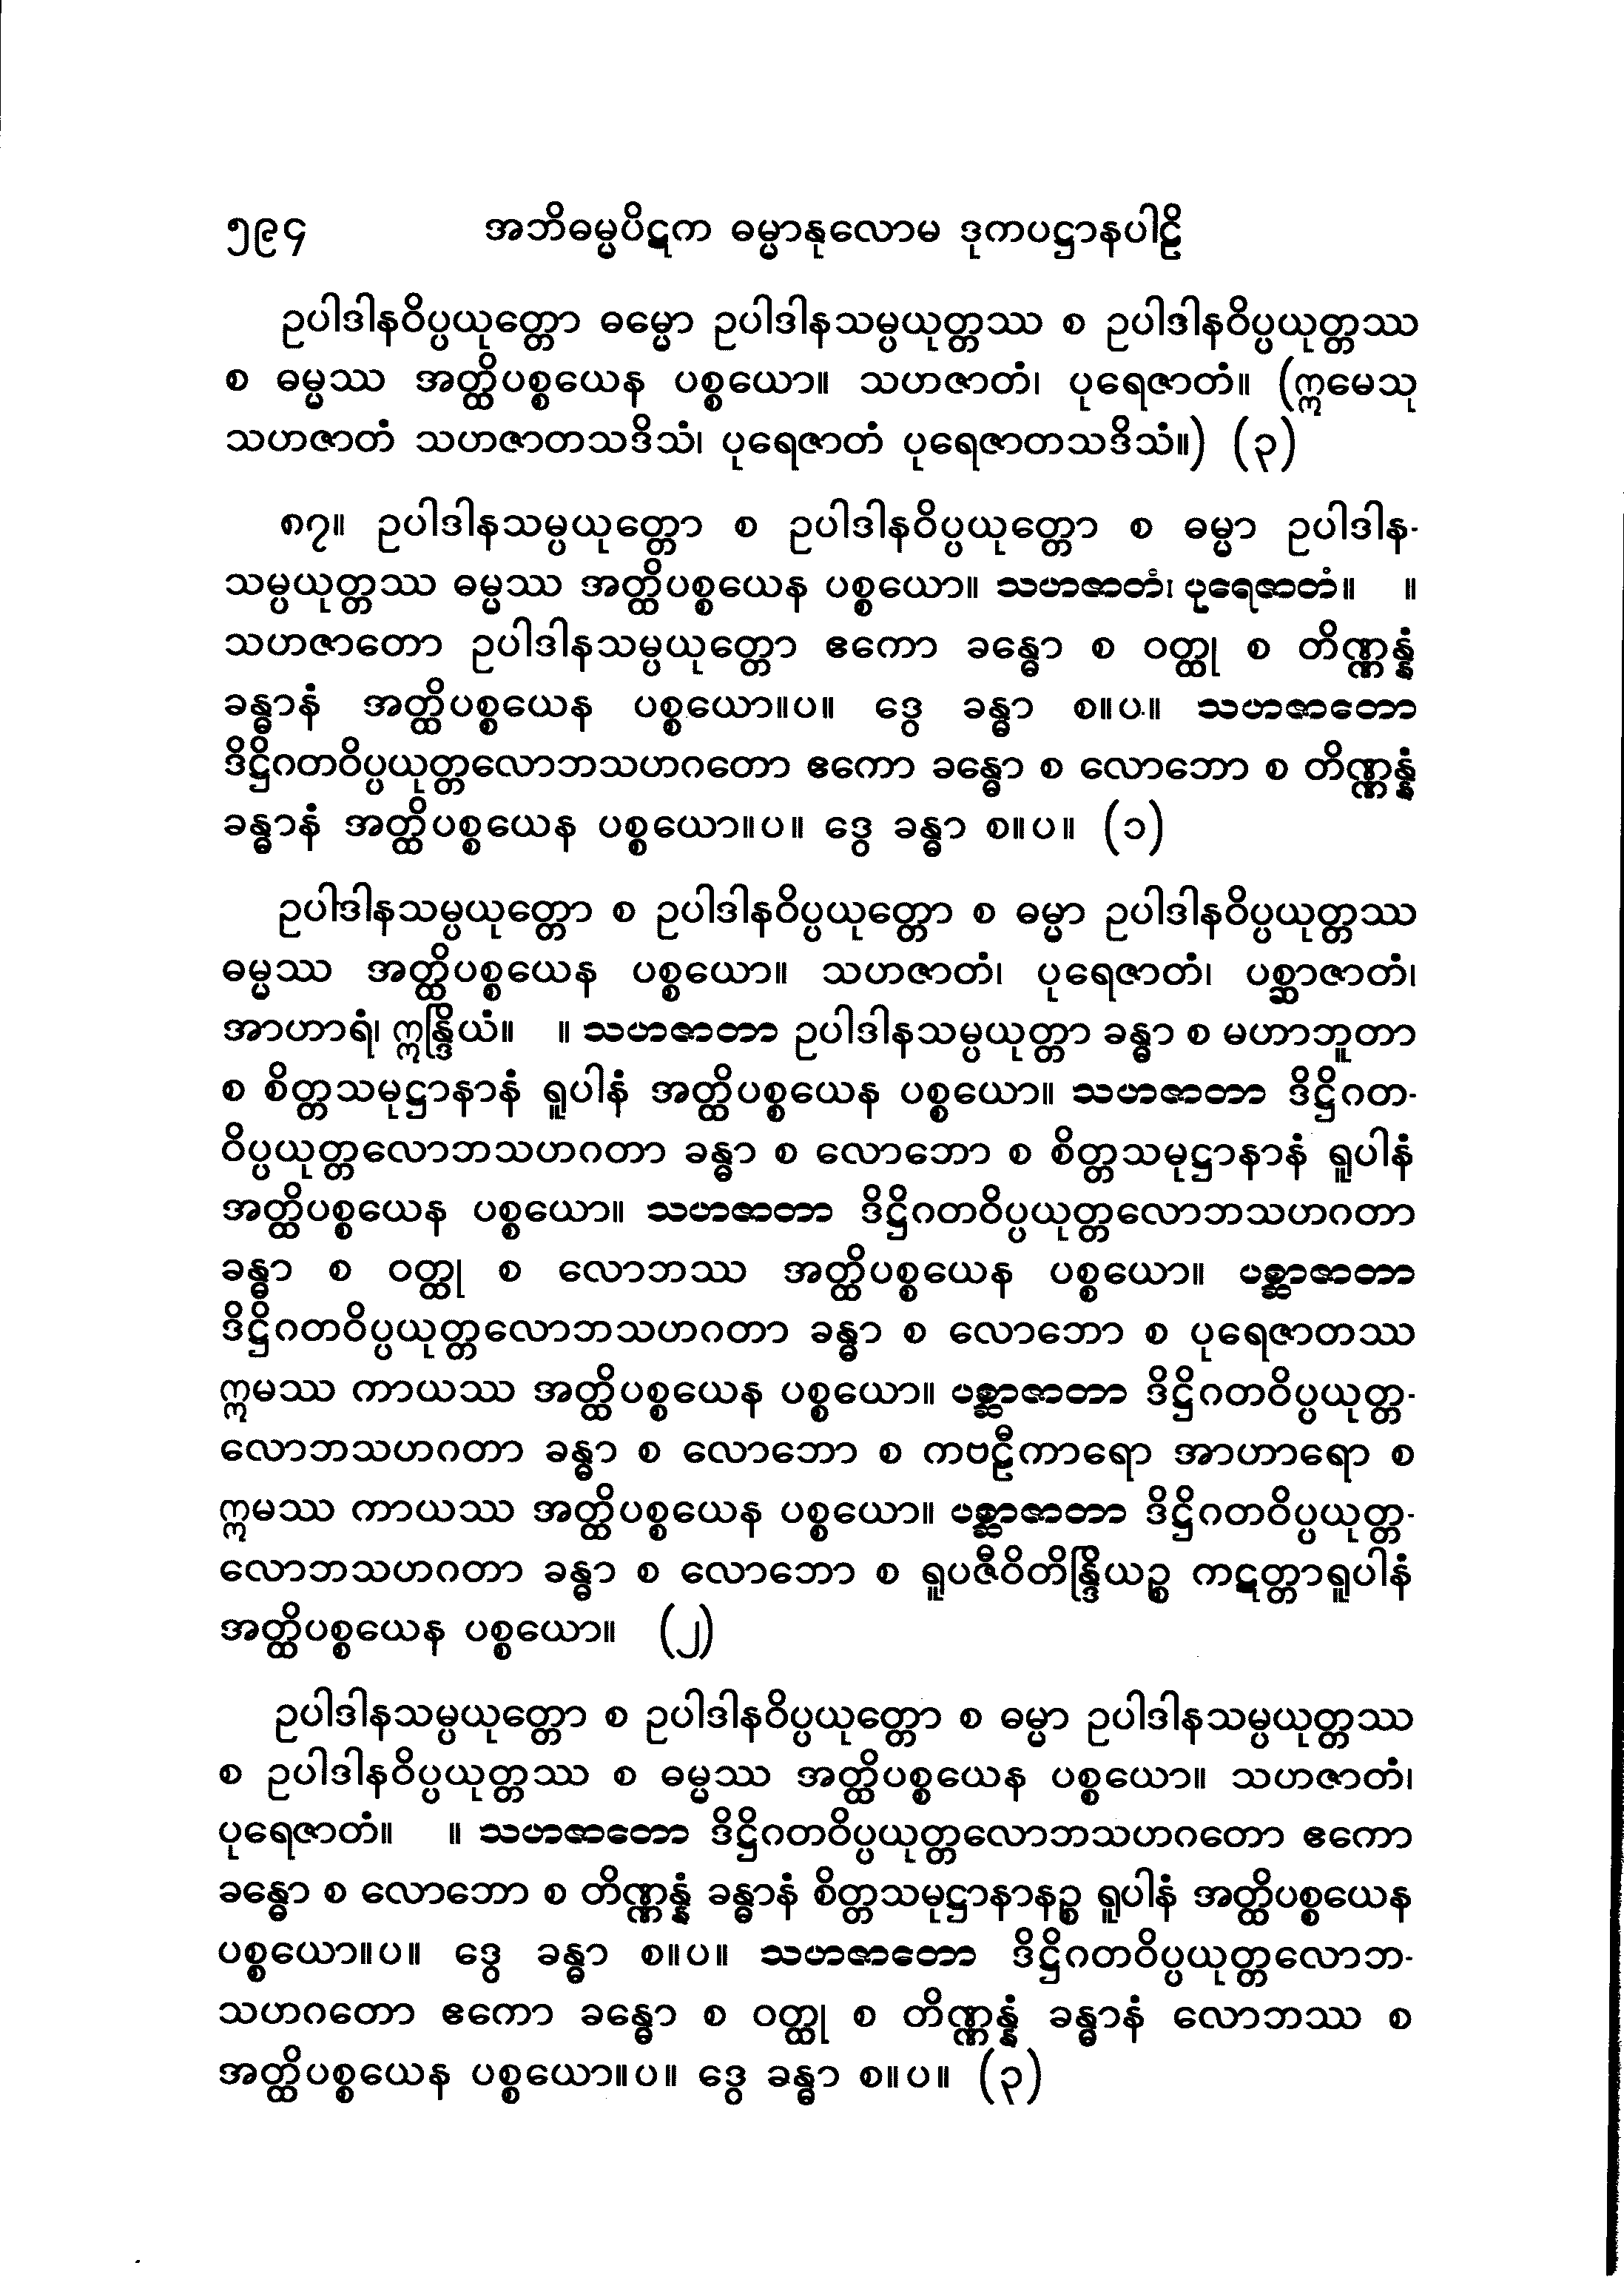 ၅၉၄ အဘိဓမ္မပိဋက ဓမ္မာနုလောမ ဒုကပဋ္ဌာနပါဠိ
ဥပါဒါနဝိပ္ပယုတ္တော ဓမ္မော ဥပါဒါနသမ္ပယုတ္တဿ စ ဥပါဒါနဝိပ္ပယုတ္တဿ
စ ဓမ္မဿ အတ္ထိပစ္စယေန ပစ္စယော။ သဟဇာတံ၊ ပုရေဇာတံ။ (ဣမေသု
သဟဇာတံ သဟဇာတသဒိသံ၊ ပုရေဇာတံ ပုရေဇာတသဒိသံ။) (၃)
၈၇။ ဥပါဒါနသမ္ပယုတ္တော စ ဥပါဒါနဝိပ္ပယုတ္တော စ ဓမ္မာ ဥပါဒါန-
သမ္ပယုတ္တဿ ဓမ္မဿ အတ္ထိပစ္စယေန ပစ္စယော။ သဟဇာတံ၊ ပုရေဇာတံ။ ။
သဟဇာတော ဥပါဒါနသမ္ပယုတ္တော ဧကော ခန္ဓော စ ဝတ္ထု စ တိဏ္ဏန္နံ
ခန္ဓာနံ အတ္ထိပစ္စယေန ပစ္စယော။ပ။ ဒွေ ခန္ဓာ စ။ပ။ သဟဇာတော
ဒိဋ္ဌိဂတဝိပ္ပယုတ္တလောဘသဟဂတော ဧကော ခန္ဓော စ လောဘော စ တိဏ္ဏန္နံ
ခန္ဓာနံ အတ္ထိပစ္စယေန ပစ္စယော။ပ။ ဒွေ ခန္ဓာ စ။ပ။ (၁)
ဥပါဒါနသမ္ပယုတ္တော စ ဥပါဒါနဝိပ္ပယုတ္တော စ ဓမ္မာ ဥပါဒါနဝိပ္ပယုတ္တဿ
ဓမ္မဿ အတ္ထိပစ္စယေန ပစ္စယော။ သဟဇာတံ၊ ပုရေဇာတံ၊ ပစ္ဆာဇာတံ၊
အာဟာရံ၊ ဣန္ဒြိယံ။ ။ သဟဇာတာ ဥပါဒါနသမ္ပယုတ္တာ ခန္ဓာ စ မဟာဘူတာ
စ စိတ္တသမုဋ္ဌာနာနံ ရူပါနံ အတ္ထိပစ္စယေန ပစ္စယော။ သဟဇာတာ ဒိဋ္ဌိဂတ-
ဝိပ္ပယုတ္တလောဘသဟဂတာ ခန္ဓာ စ လောဘော စ စိတ္တသမုဋ္ဌာနာနံ ရူပါနံ
အတ္ထိပစ္စယေန ပစ္စယော။ သဟဇာတာ ဒိဋ္ဌိဂတဝိပ္ပယုတ္တလောဘသဟဂတာ
ခန္ဓာ စ ဝတ္ထု စ လောဘဿ အတ္ထိပစ္စယေန ပစ္စယော။ ပစ္ဆာဇာတာ
ဒိဋ္ဌိဂတဝိပ္ပယုတ္တလောဘသဟဂတာ ခန္ဓာ စ လောဘော စ ပုရေဇာတဿ
ဣမဿ ကာယဿ အတ္ထိပစ္စယေန ပစ္စယော။ ပစ္ဆာဇာတာ ဒိဋ္ဌိဂတဝိပ္ပယုတ္တ-
လောဘသဟဂတာ ခန္ဓာ စ လောဘော စ ကဗဠီကာရော အာဟာရော စ
ဣမဿ ကာယဿ အတ္ထိပစ္စယေန ပစ္စယော။ ပစ္ဆာဇာတာ ဒိဋ္ဌိဂတဝိပ္ပယုတ္တ-
လောဘသဟဂတာ ခန္ဓာ စ လောဘော စ ရူပဇီဝိတိန္ဒြိယဉ္စ ကဋတ္တာရူပါနံ
အတ္ထိပစ္စယေန ပစ္စယော။ (၂)
ဥပါဒါနသမ္ပယုတ္တော စ ဥပါဒါနဝိပ္ပယုတ္တော စ ဓမ္မာ ဥပါဒါနသမ္ပယုတ္တဿ
စ ဥပါဒါနဝိပ္ပယုတ္တဿ စ ဓမ္မဿ အတ္ထိပစ္စယေန ပစ္စယော။ သဟဇာတံ၊
ပုရေဇာတံ။ ။ သဟဇာတော ဒိဋ္ဌိဂတဝိပ္ပယုတ္တလောဘသဟဂတော ဧကော
ခန္ဓော စ လောဘော စ တိဏ္ဏန္နံ ခန္ဓာနံ စိတ္တသမုဋ္ဌာနာနဉ္စ ရူပါနံ အတ္ထိပစ္စယေန
ပစ္စယော။ပ။ ဒွေ ခန္ဓာ စ။ပ။ သဟဇာတော ဒိဋ္ဌိဂတဝိပ္ပယုတ္တလောဘ-
သဟဂတော ဧကော ခန္ဓော စ ဝတ္ထု စ တိဏ္ဏန္နံ ခန္ဓာနံ လောဘဿ စ
အတ္ထိပစ္စယေန ပစ္စယော။ပ။ ဒွေ ခန္ဓာ စ။ပ။ (၃)